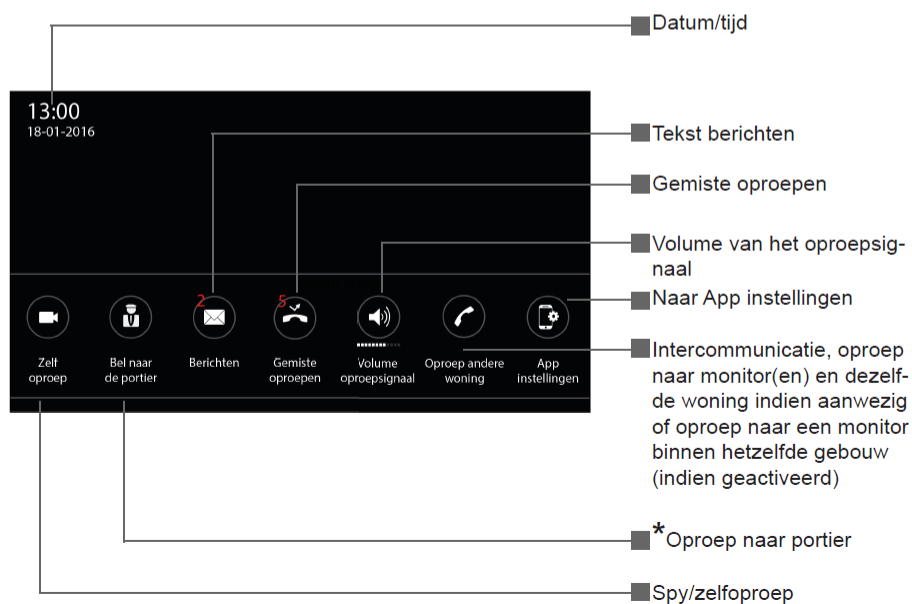 Datum/tijd
13:00
18-01-2016
Tekst berichten
Gemiste oproepen
Volume van het oproepsig-
naal
Naar App instellingen
2
5
Zelf
oproep
Bel naar
de portier
Berichten
Gemiste
oproepen
Volume
oproepsignaal
Oproep andere
woning
App
instellingen
Intercommunicatie, oproep
naar monitor(en) en dezelf-
de woning indien aanwezig
of oproep naar een monitor
binnen hetzelfde gebouw
(indien geactiveerd)
*Oproep naar portier
Spy/zelfoproep